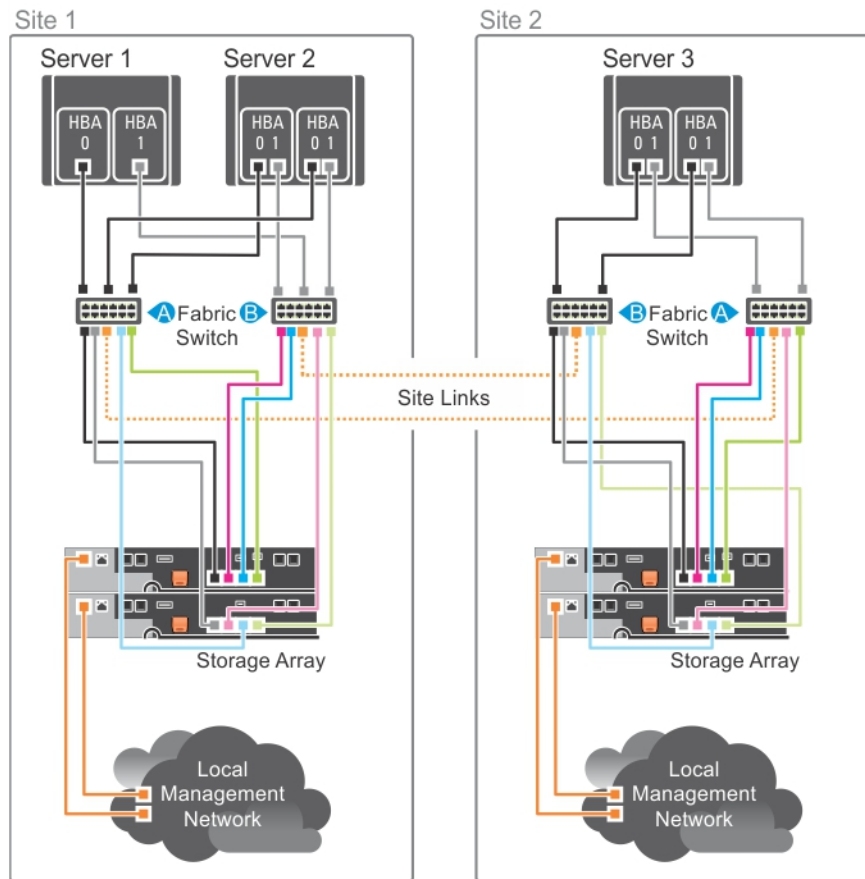 Site 1
Site 2
Server 1
Server 2
Server 3
HBA
0
HBA
1
HBA
0 1
HBA
0 1
HBA
0 1
HBA
0 1
A Fabric B
Switch
B Fabric A
Switch
Site Links
Storage Array
Storage Array
Local
Management
Network
Local
Management
Network